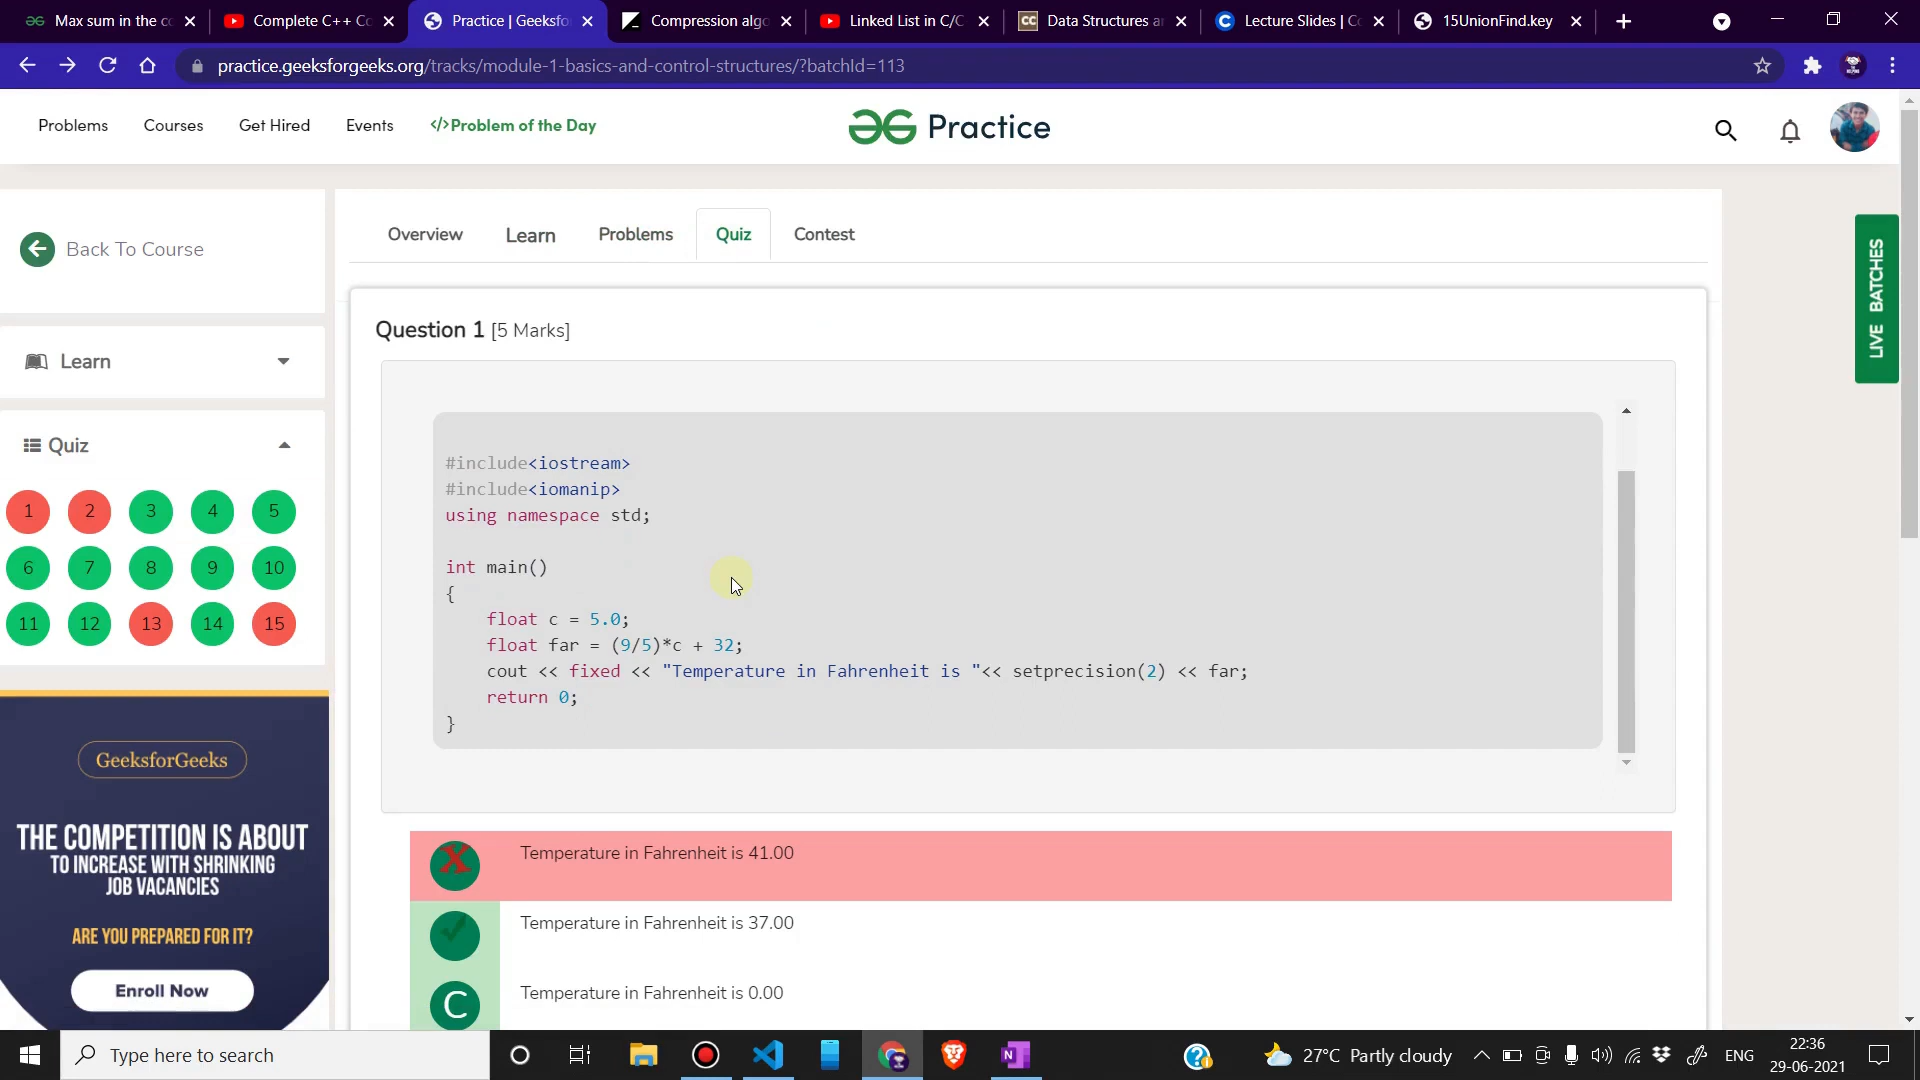 Max sum in the co
Complete C++ Co
Practice | Geeksfo
Compression algo
Linked List in C/C
Data Structures a
Lecture Slides | Co
15UnionFind.key
practice.geeksforgeeks.org/tracks/module-1-basics-and-control-structures/?batchId=113
Problems
Courses
Get Hired
Events
</>Problem of the Day
Practice
LIVE BATCHES
Back To Course
Learn
Quiz
1 2 3 4 5
6 7 8 9 10
11 12 13 14 15
Overview
Learn
Problems
Quiz
Contest
Question 1 [5 Marks]
#include<iostream>
#include<iomanip>
using namespace std;
int main()
{
float c = 5.0;
float far = (9/5)*c + 32;
cout << fixed << "Temperature in Fahrenheit is "<< setprecision(2) << far;
return 0;
}
X Temperature in Fahrenheit is 41.00
Temperature in Fahrenheit is 37.00
C Temperature in Fahrenheit is 0.00
GeeksforGeeks
THE COMPETITION IS ABOUT
TO INCREASE WITH SHRINKING
JOB VACANCIES
ARE YOU PREPARED FOR IT?
Enroll Now
Type here to search
27°C Partly cloudy
ENG
22:36
29-06-2021